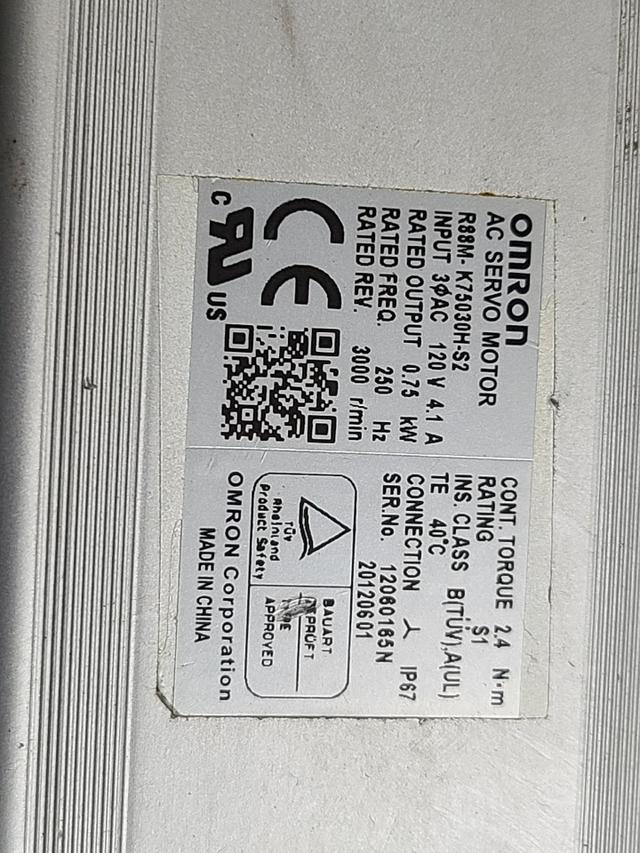 OMRON
AC SERVO MOTOR
R88M- K75030H-S2
INPUT 3ΦAC 120 V 4.1 A
RATED OUTPUT 0.75 kW
RATED FREQ. 250 Hz
RATED REV. 3000 r/min
CE
C US
CONT. TORQUE 2.4 N·m
RATING S1
INS. CLASS B(TÜV),A(UL)
TE 40°C
CONNECTION 人 IP67
SER.No. 12060165N
20120601
TÜV
Rheinland
Product Safety
BAUART
GEPRÜFT
APPROVED
OMRON Corporation
MADE IN CHINA